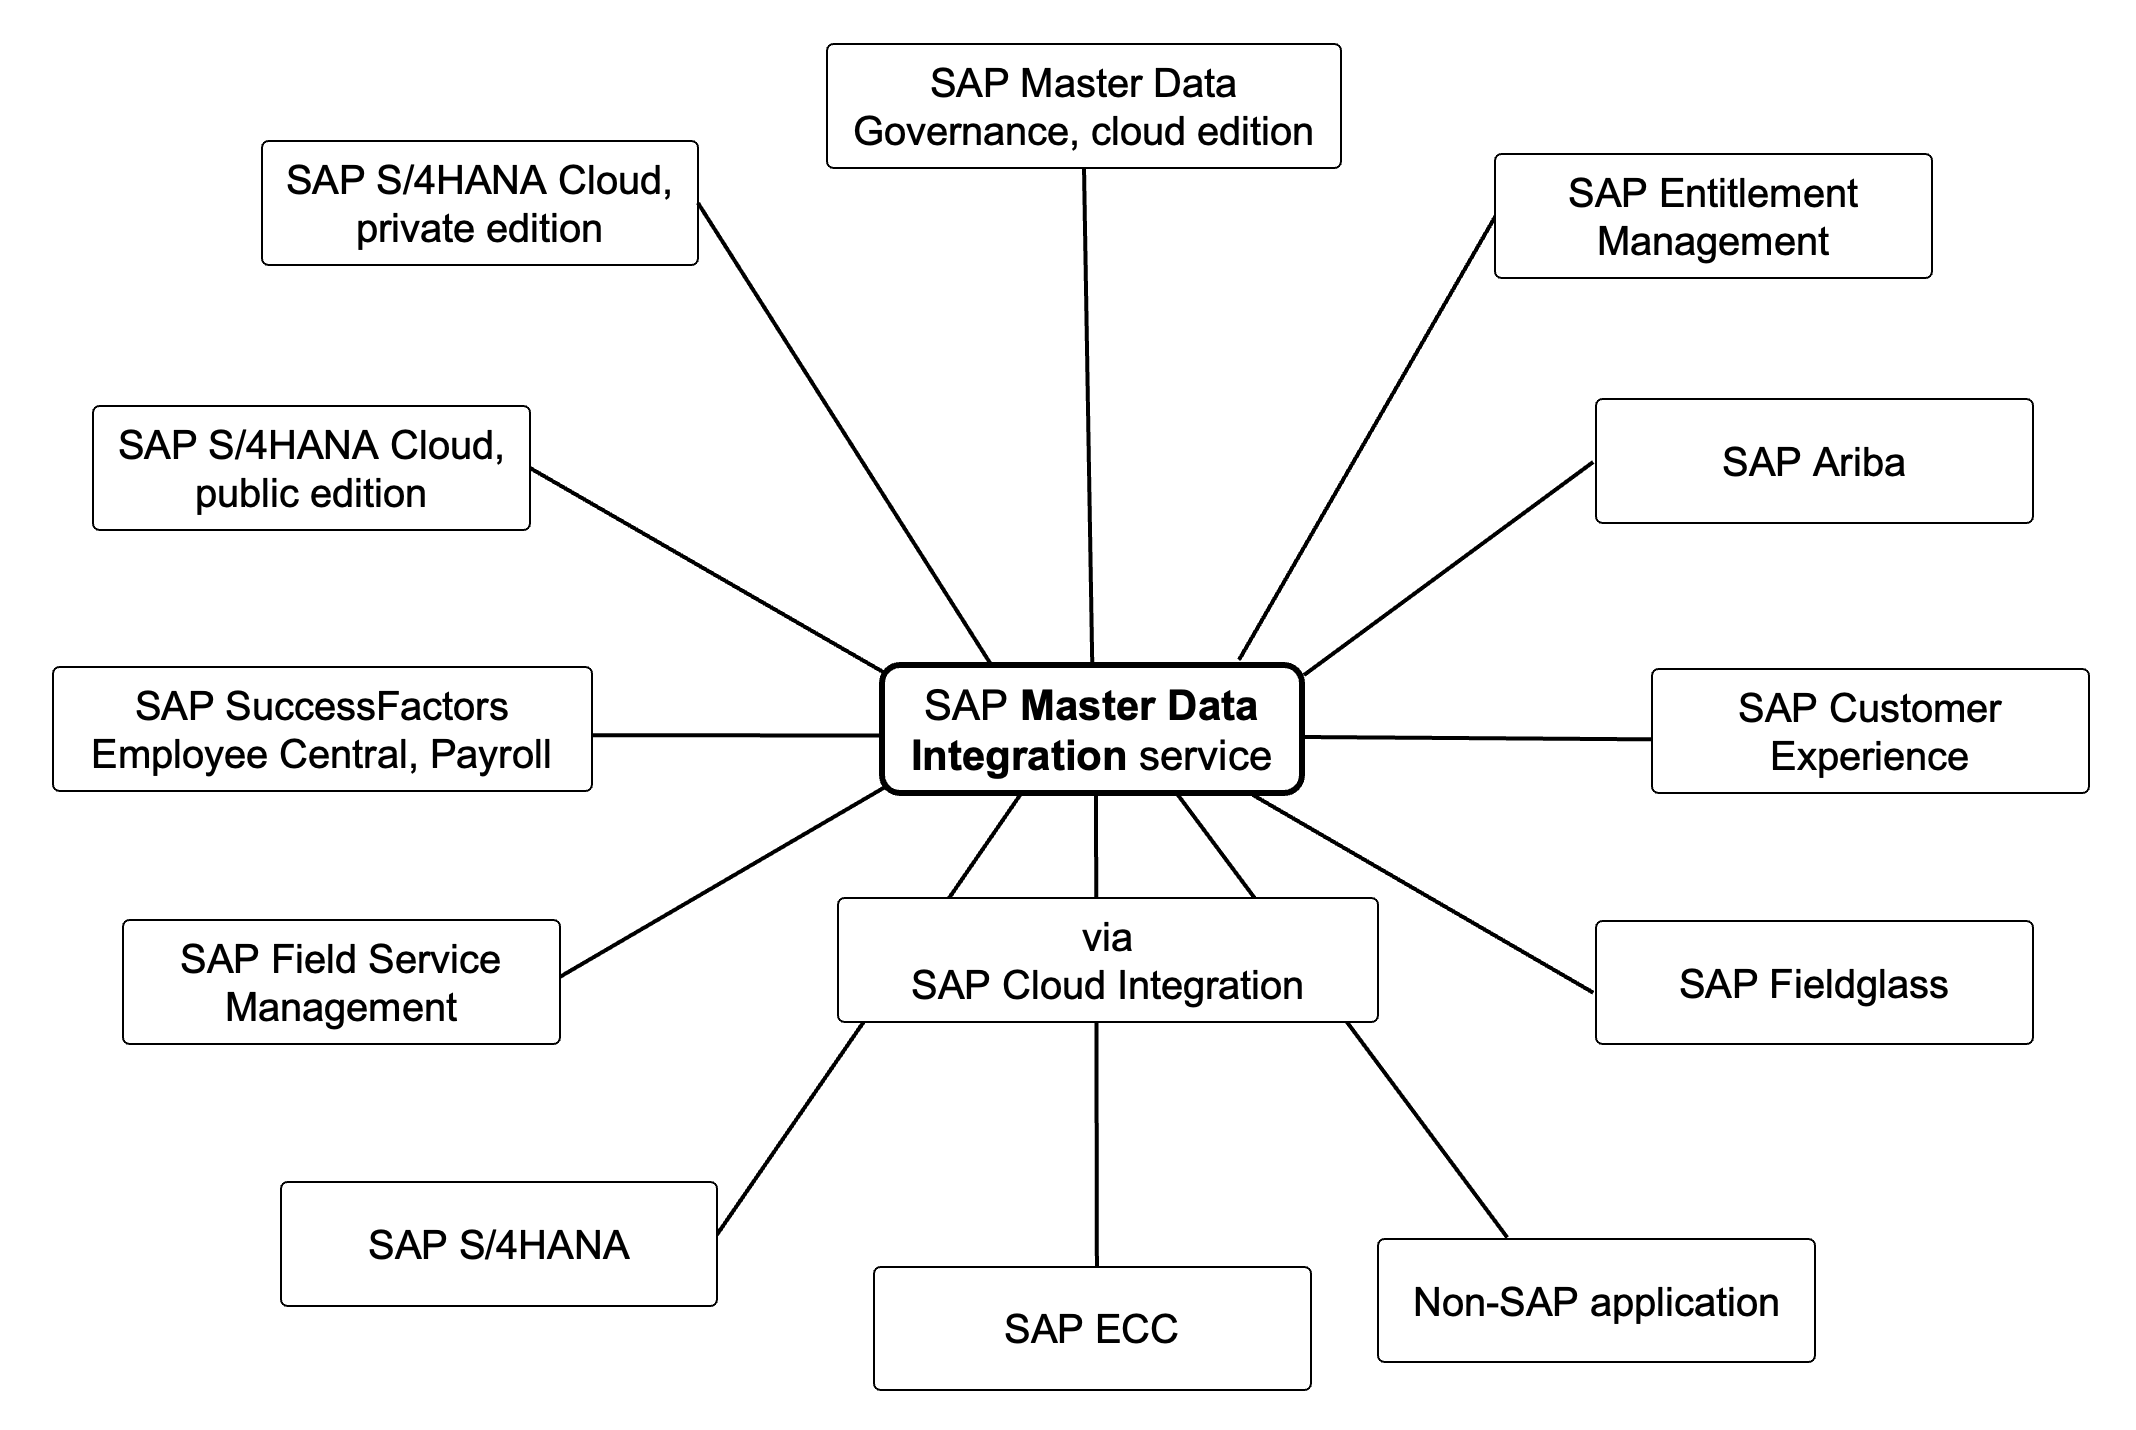 SAP Master Data
Governance, cloud edition
SAP S/4HANA Cloud,
private edition
SAP Entitlement
Management
SAP S/4HANA Cloud,
public edition
SAP Ariba
SAP SuccessFactors
Employee Central, Payroll
SAP Master Data
Integration service
SAP Customer
Experience
SAP Field Service
Management
via
SAP Cloud Integration
SAP Fieldglass
SAP S/4HANA
SAP ECC
Non-SAP application